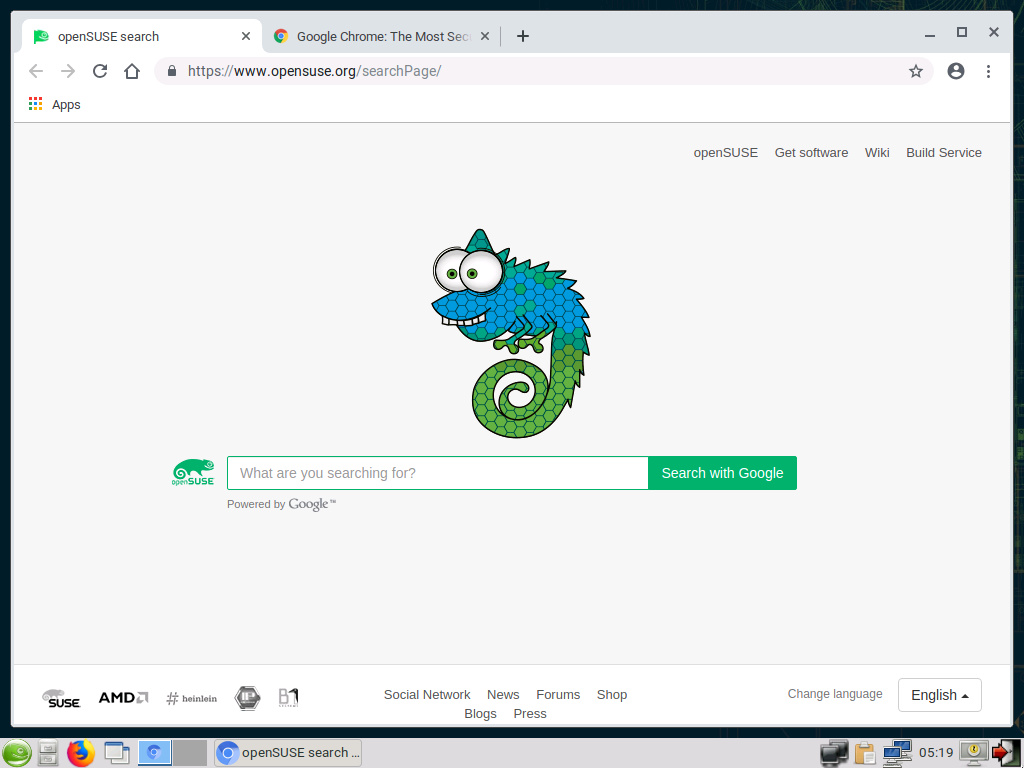 openSUSE search
Google Chrome: The Most Secu
https://www.opensuse.org/searchPage/
Apps
openSUSE Get software Wiki Build Service
openSUSE
What are you searching for?
Search with Google
Powered by Google™
SUSE
AMD
# heinlein
B1
Social Network News Forums Shop
Blogs Press
Change language
English
openSUSE search ...
05:19